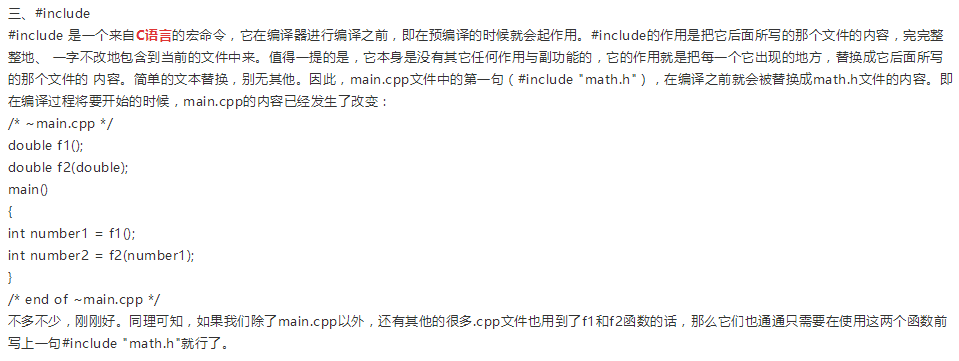 三、#include
#include 是一个来自C语言的宏命令，它在编译器进行编译之前，即在预编译的时候就会起作用。#include的作用是把它后面所写的那个文件的内容，完完整
整地、 一字不改地包含到当前的文件中来。值得一提的是，它本身是没有其它任何作用与副功能的，它的作用就是把每一个它出现的地方，替换成它后面所写
的那个文件的 内容。简单的文本替换，别无其他。因此，main.cpp文件中的第一句（#include "math.h"），在编译之前就会被替换成math.h文件的内容。即
在编译过程将要开始的时候，main.cpp的内容已经发生了改变：
/* ~main.cpp */
double f1();
double f2(double);
main()
{
int number1 = f1();
int number2 = f2(number1);
}
/* end of ~main.cpp */
不多不少，刚刚好。同理可知，如果我们除了main.cpp以外，还有其他的很多.cpp文件也用到了f1和f2函数的话，那么它们也通通只需要在使用这两个函数前
写上一句#include "math.h"就行了。